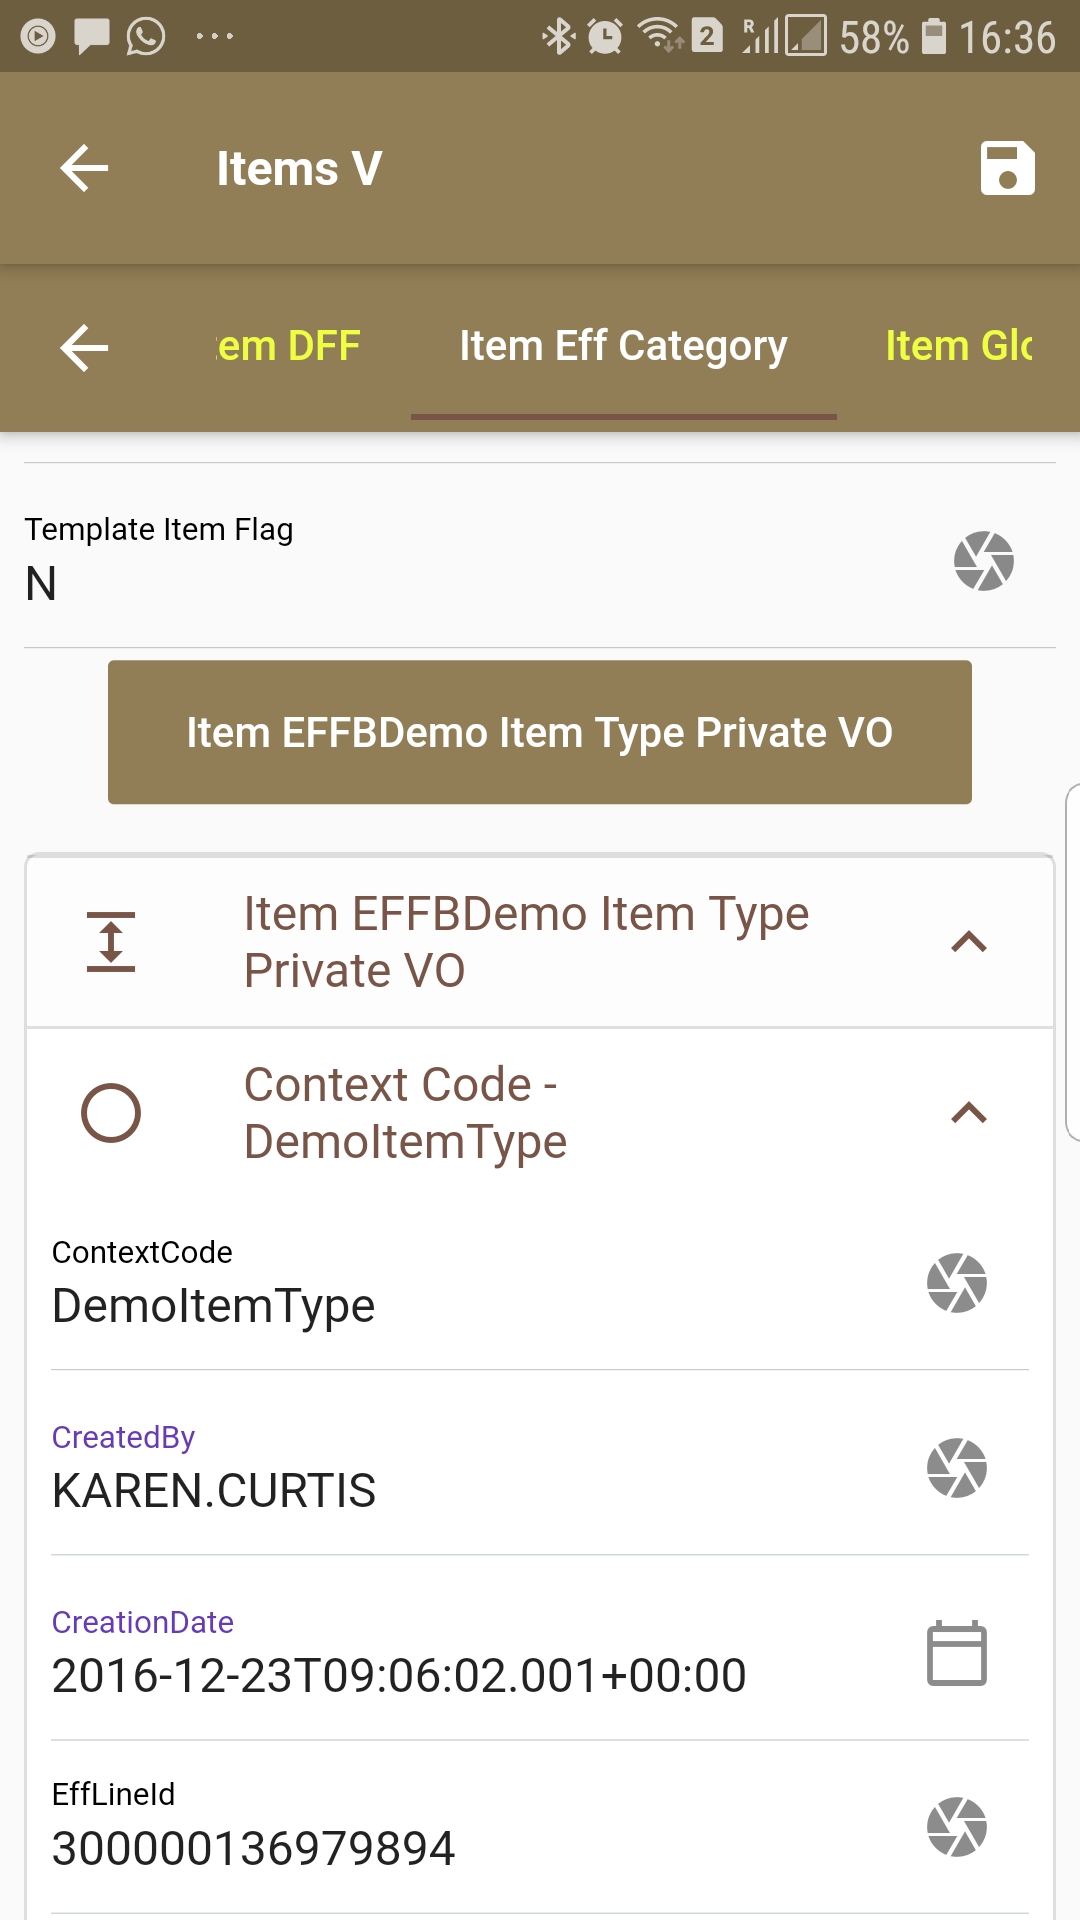 2 R 58% 16:36
Items V
em DFF Item Eff Category Item Glo
Template Item Flag
N
Item EFFBDemo Item Type Private VO
Item EFFBDemo Item Type
Private VO
Context Code -
DemoItemType
ContextCode
DemoItemType
CreatedBy
KAREN.CURTIS
CreationDate
2016-12-23T09:06:02.001+00:00
EffLineId
300000136979894